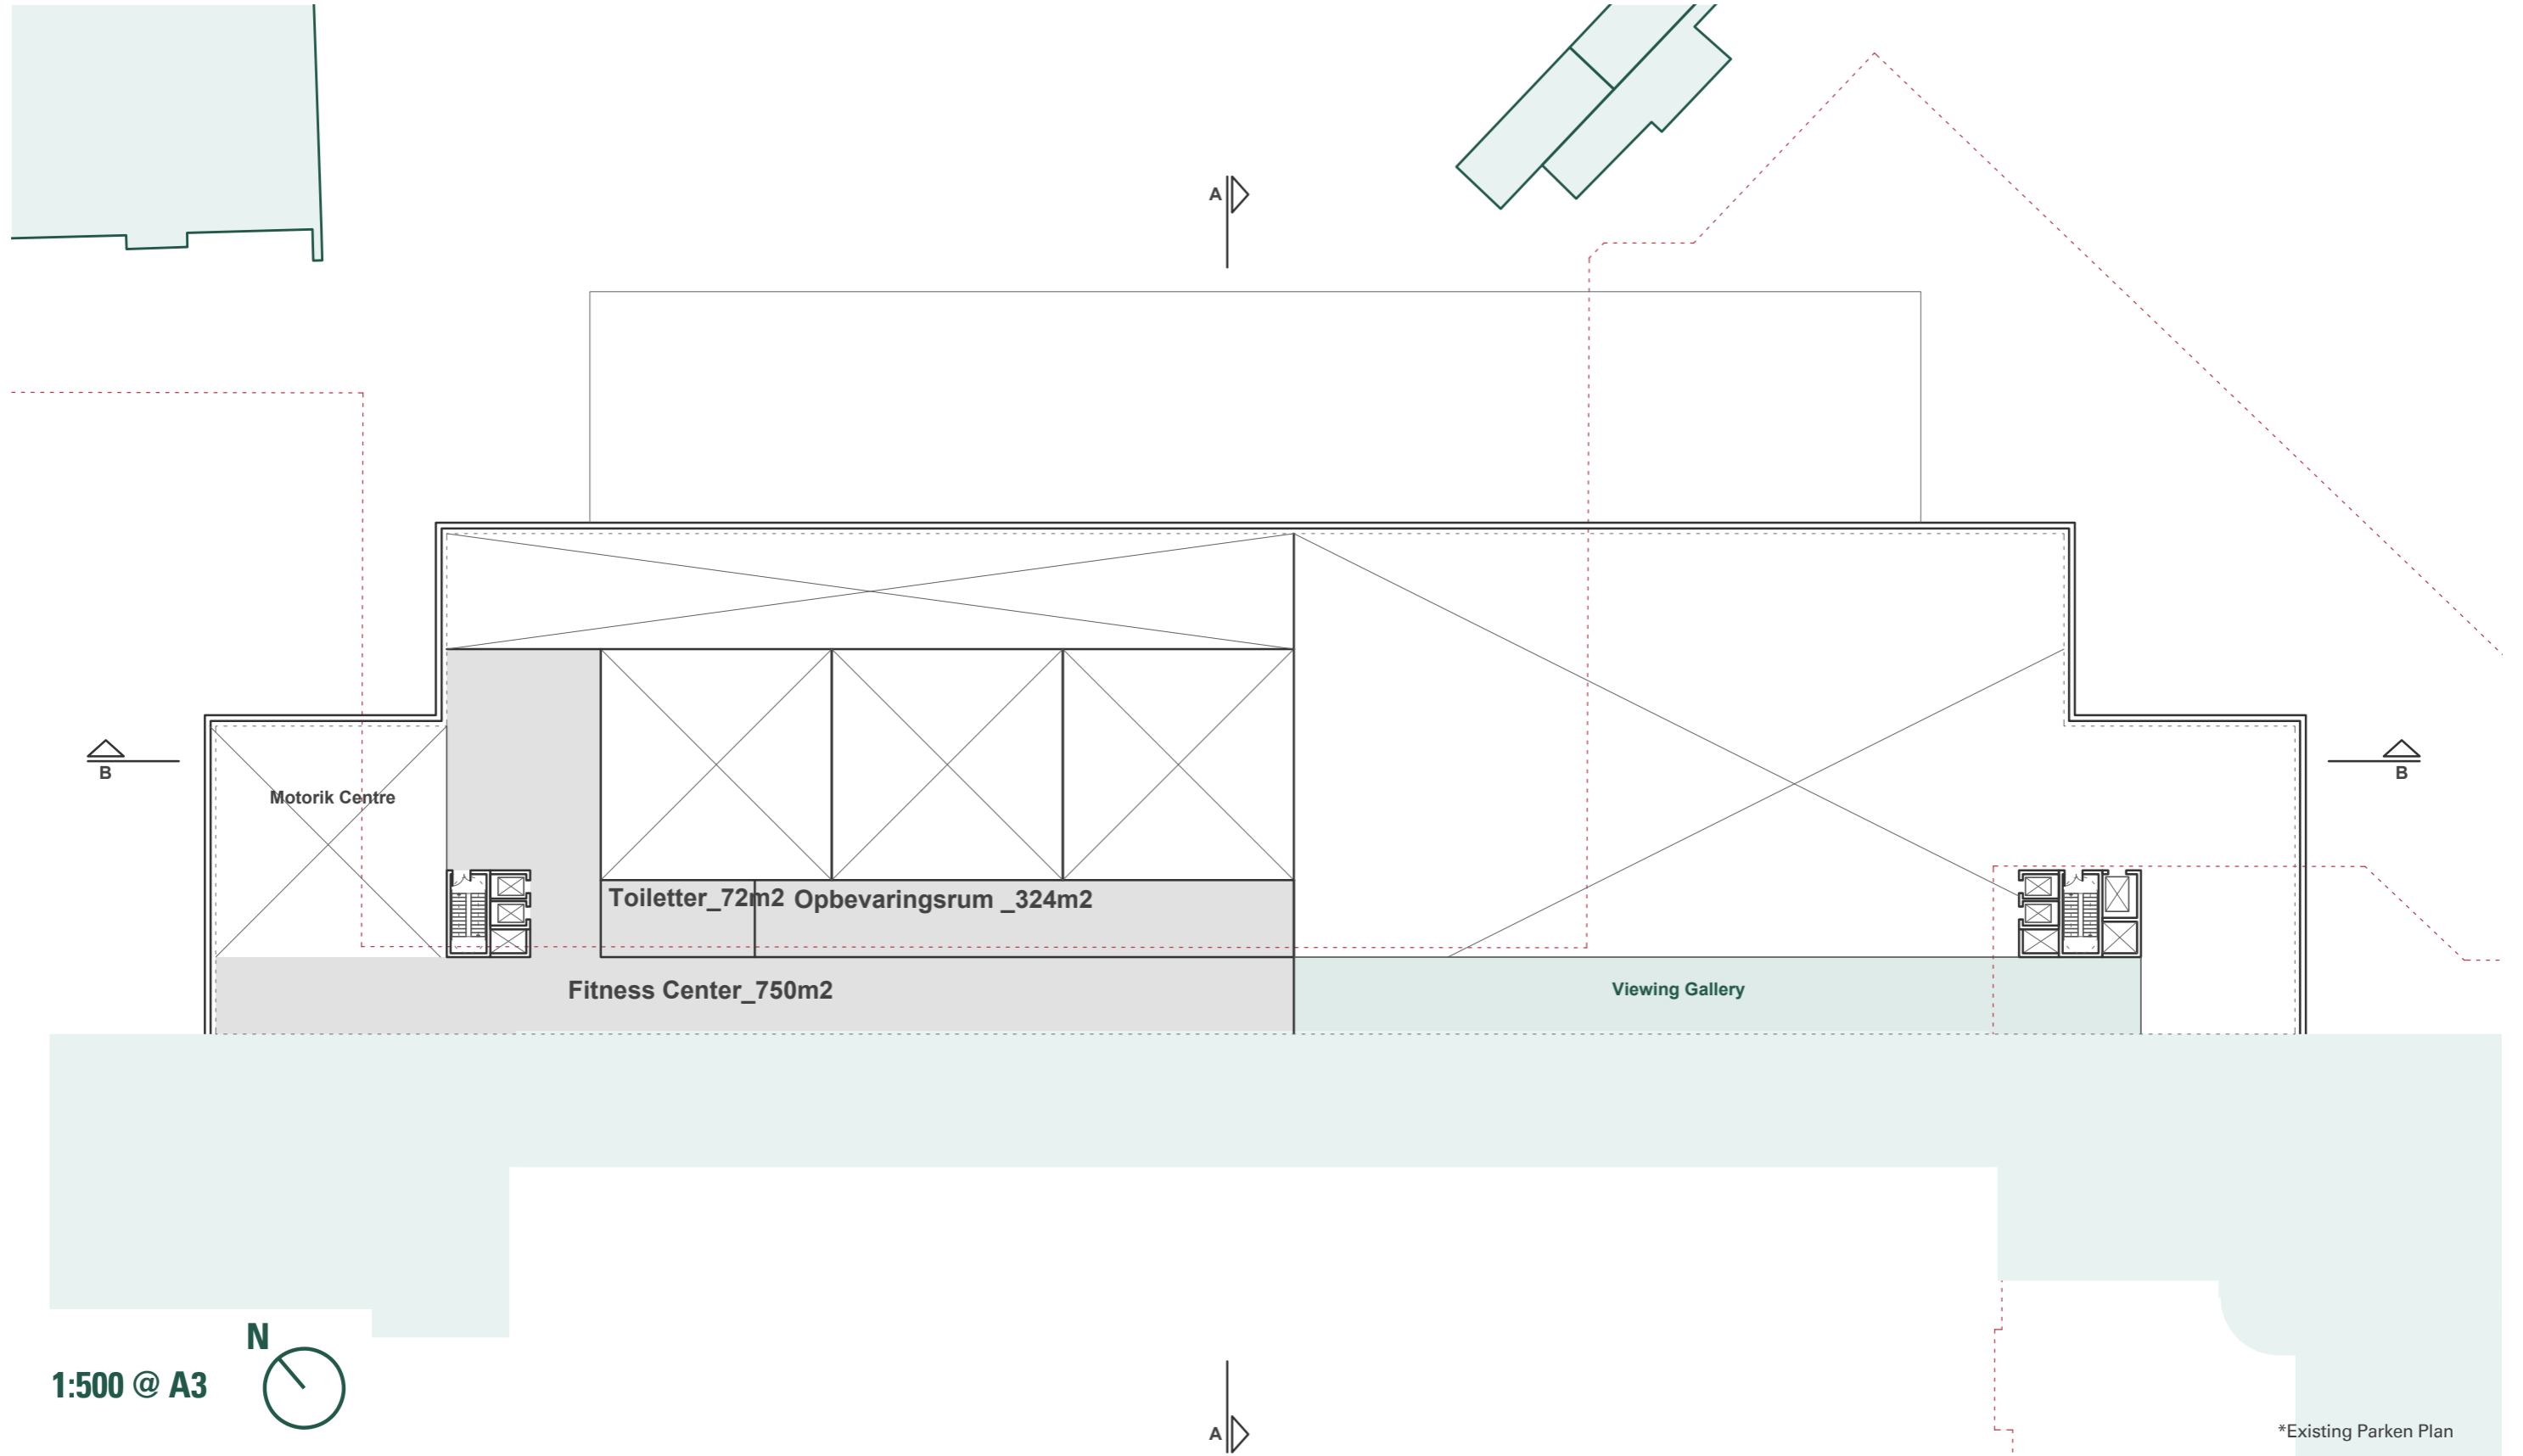 A
B
B
Motorik Centre
Toiletter_72m2
Opbevaringsrum _324m2
Fitness Center_750m2
Viewing Gallery
N
1:500 @ A3
A
*Existing Parken Plan